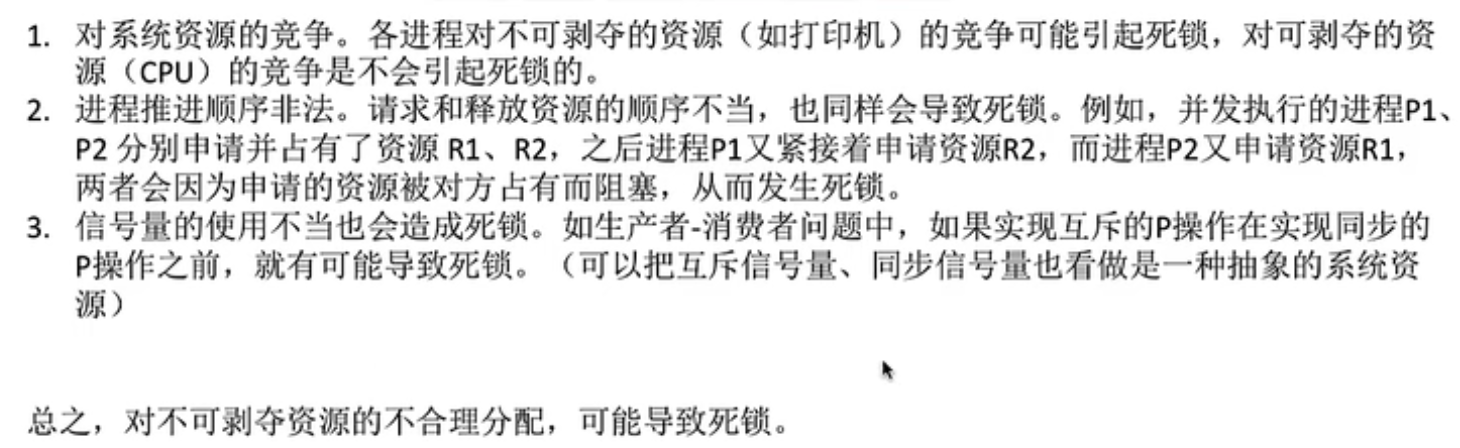 1. 对系统资源的竞争。各进程对不可剥夺的资源（如打印机）的竞争可能引起死锁，对可剥夺的资
源（CPU）的竞争是不会引起死锁的。
2. 进程推进顺序非法。请求和释放资源的顺序不当，也同样会导致死锁。例如，并发执行的进程P1、
P2 分别申请并占有了资源 R1、R2，之后进程P1又紧接着申请资源R2，而进程P2又申请资源R1，
两者会因为申请的资源被对方占有而阻塞，从而发生死锁。
3. 信号量的使用不当也会造成死锁。如生产者-消费者问题中，如果实现互斥的P操作在实现同步的
P操作之前，就有可能导致死锁。（可以把互斥信号量、同步信号量也看做是一种抽象的系统资
源）
总之，对不可剥夺资源的不合理分配，可能导致死锁。